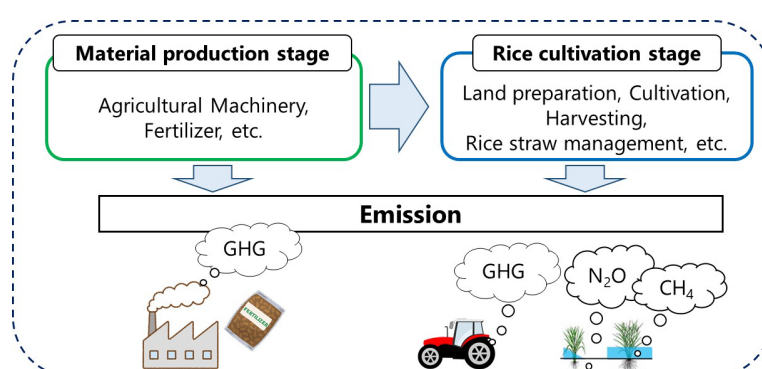 Material production stage
Agricultural Machinery,
Fertilizer, etc.
Rice cultivation stage
Land preparation, Cultivation,
Harvesting,
Rice straw management, etc.
Emission
GHG
FERTILIZER
GHG
N₂O
CH₄